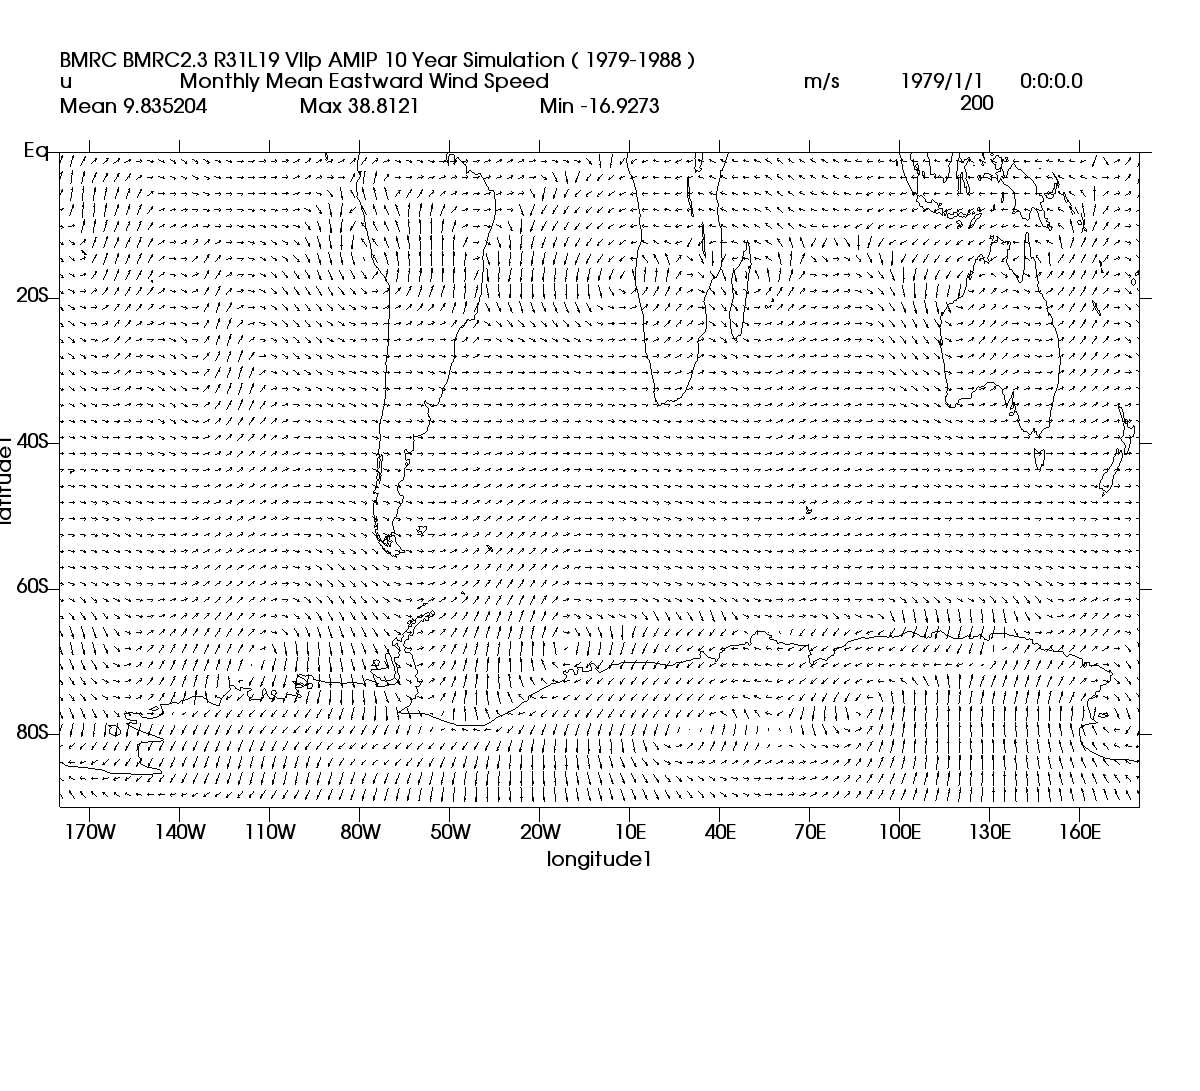 BMRC BMRC2.3 R31L19 VIIp AMIP 10 Year Simulation ( 1979-1988 )
u Monthly Mean Eastward Wind Speed m/s 1979/1/1 0:0:0.0
Mean 9.835204 Max 38.8121 Min -16.9273 200
Eq
20S
40S
latitude1
60S
80S
170W 140W 110W 80W 50W 20W 10E 40E 70E 100E 130E 160E
longitude1